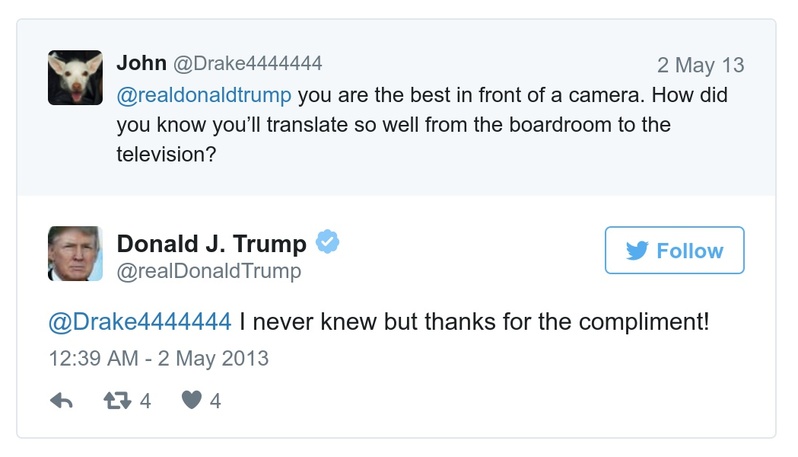 John @Drake4444444 2 May 13
@realdonaldtrump you are the best in front of a camera. How did
you know you’ll translate so well from the boardroom to the
television?
Donald J. Trump
@realDonaldTrump
Follow
@Drake4444444 I never knew but thanks for the compliment!
12:39 AM - 2 May 2013
4 4